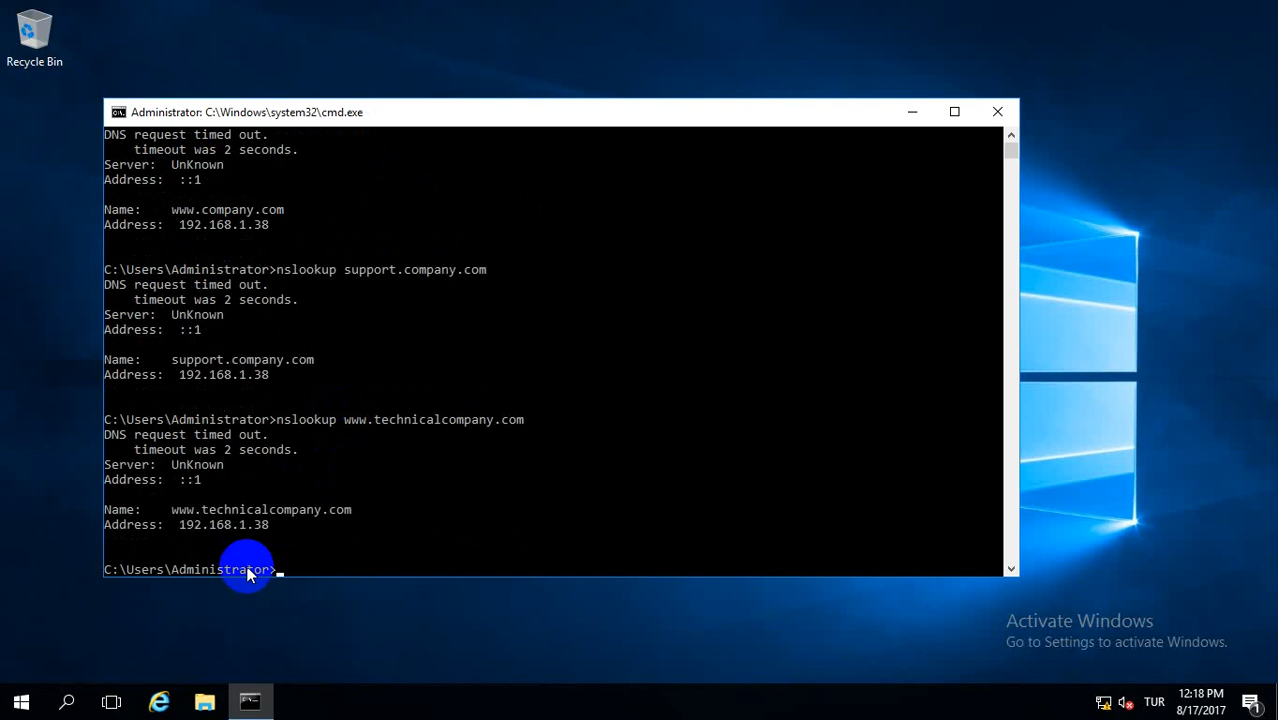 Recycle Bin
Administrator: C:\Windows\system32\cmd.exe
DNS request timed out.
    timeout was 2 seconds.
Server:  UnKnown
Address:  ::1
Name:    www.company.com
Address:  192.168.1.38
C:\Users\Administrator>nslookup support.company.com
DNS request timed out.
    timeout was 2 seconds.
Server:  UnKnown
Address:  ::1
Name:    support.company.com
Address:  192.168.1.38
C:\Users\Administrator>nslookup www.technicalcompany.com
DNS request timed out.
    timeout was 2 seconds.
Server:  UnKnown
Address:  ::1
Name:    www.technicalcompany.com
Address:  192.168.1.38
C:\Users\Administrator>
Activate Windows
Go to Settings to activate Windows.
TUR
12:18 PM
8/17/2017
1